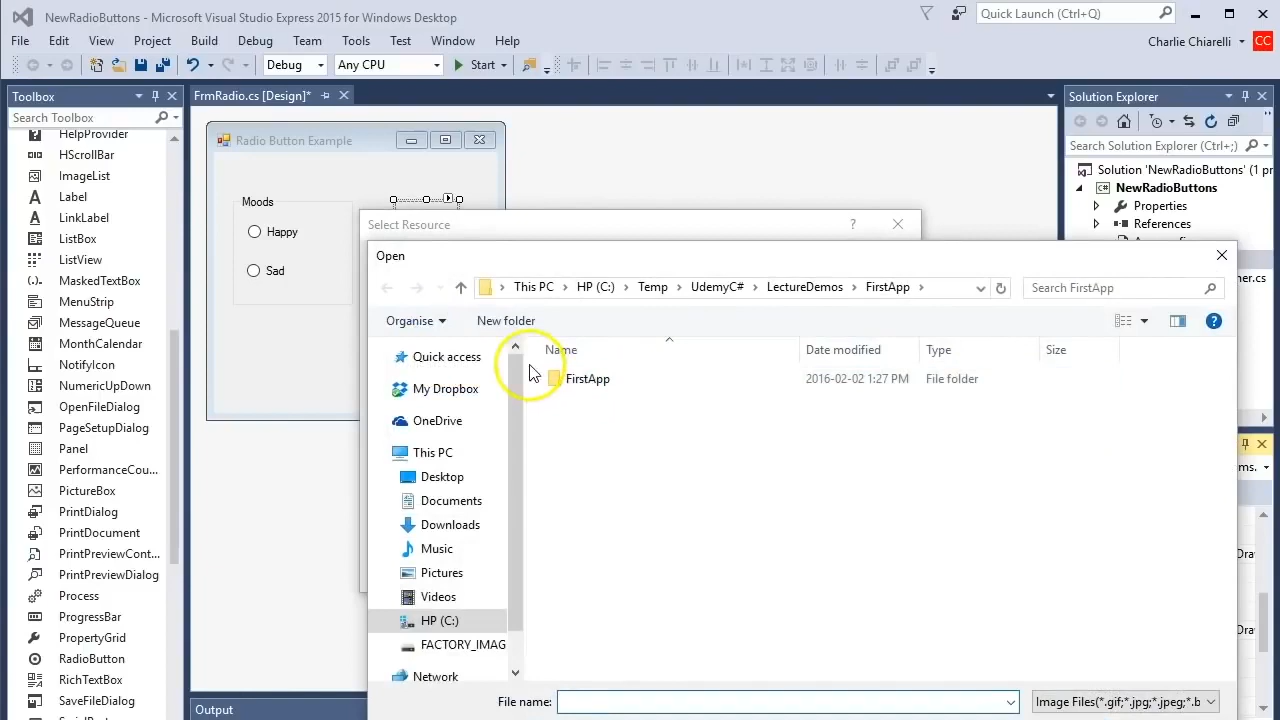 NewRadioButtons - Microsoft Visual Studio Express 2015 for Windows Desktop
Quick Launch (Ctrl+Q)
File Edit View Project Build Debug Team Tools Test Window Help
Charlie Chiarelli
CC
Debug
Any CPU
Start
Toolbox
Search Toolbox
HelpProvider
HScrollBar
ImageList
Label
LinkLabel
ListBox
ListView
MaskedTextBox
MenuStrip
MessageQueue
MonthCalendar
NotifyIcon
NumericUpDown
OpenFileDialog
PageSetupDialog
Panel
PerformanceCou...
PictureBox
PrintDialog
PrintDocument
PrintPreviewCont...
PrintPreviewDialog
Process
ProgressBar
PropertyGrid
RadioButton
RichTextBox
SaveFileDialog
FrmRadio.cs [Design]*
Radio Button Example
Moods
Happy
Sad
Select Resource
Open
This PC
HP (C:)
Temp
UdemyC#
LectureDemos
FirstApp
Search FirstApp
Organise
New folder
Quick access
My Dropbox
OneDrive
This PC
Desktop
Documents
Downloads
Music
Pictures
Videos
HP (C:)
FACTORY_IMAG
Network
Name
Date modified
Type
Size
FirstApp
2016-02-02 1:27 PM
File folder
File name:
Image Files(*.gif;*.jpg;*.jpeg;*.b
Output
Solution Explorer
Search Solution Explorer (Ctrl+;)
Solution 'NewRadioButtons' (1 pr
NewRadioButtons
Properties
References
ner.cs
ms.
Dra
Dra